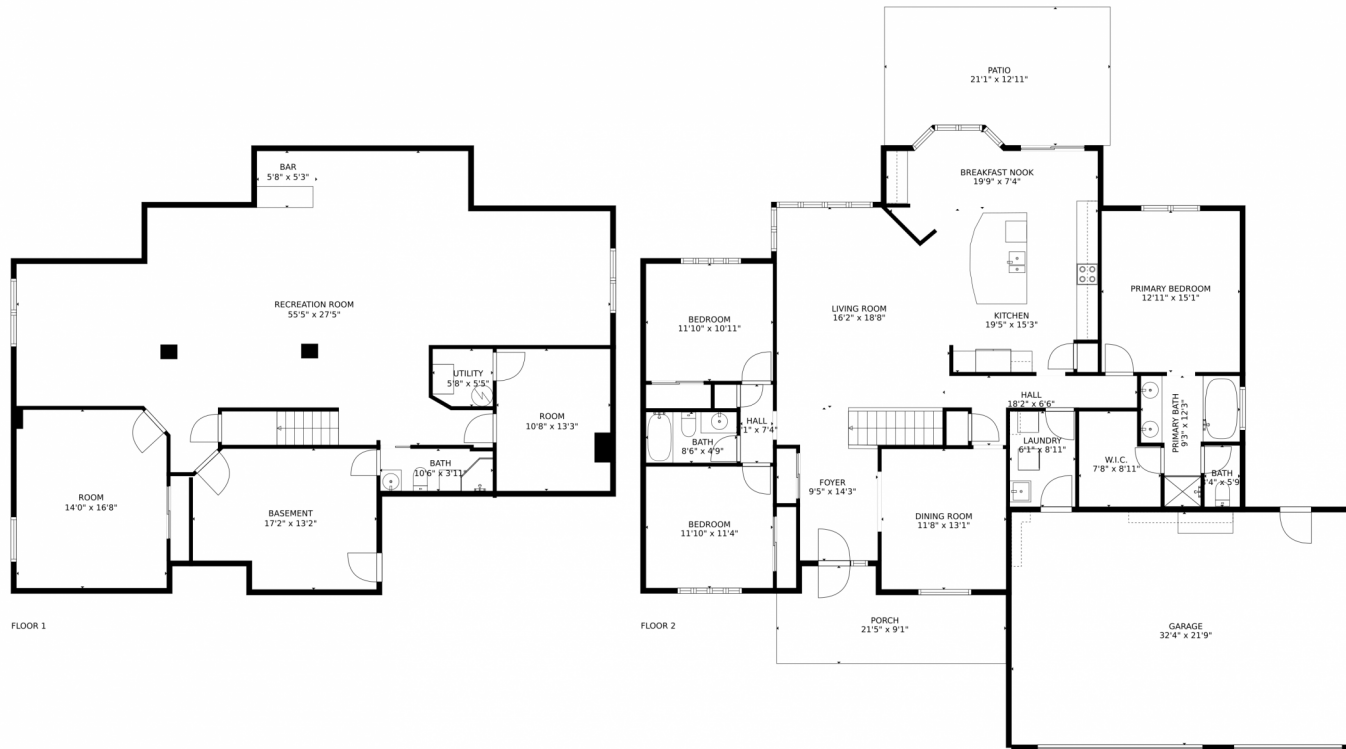 BAR
5'8" x 5'3"
RECREATION ROOM
55'5" x 27'5"
UTILITY
5'8" x 5'5"
ROOM
10'8" x 13'3"
BATH
10'6" x 3'11"
ROOM
14'0" x 16'8"
BASEMENT
17'2" x 13'2"
FLOOR 1
PATIO
21'1" x 12'11"
BREAKFAST NOOK
19'9" x 7'4"
PRIMARY BEDROOM
12'11" x 15'1"
LIVING ROOM
16'2" x 18'8"
KITCHEN
19'5" x 15'3"
BEDROOM
11'10" x 10'11"
HALL
18'2" x 6'6"
PRIMARY BATH
9'3" x 12'3"
HALL
'1" x 7'4"
BATH
8'6" x 4'9"
LAUNDRY
6'1" x 8'11"
W.I.C.
7'8" x 8'11"
BATH
'4" x 5'9
FOYER
9'5" x 14'3"
BEDROOM
11'10" x 11'4"
DINING ROOM
11'8" x 13'1"
PORCH
21'5" x 9'1"
GARAGE
32'4" x 21'9"
FLOOR 2